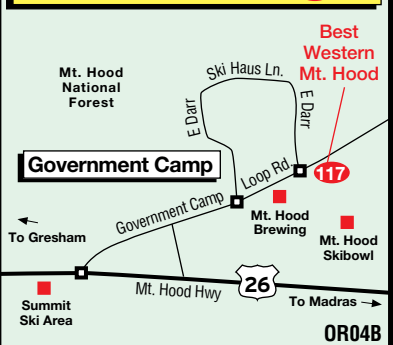 Best
Western
Mt. Hood
Mt. Hood
National
Forest
Ski Haus Ln.
E Darr
E Darr
Government Camp
Loop Rd.
117
Government Camp
Mt. Hood
Brewing
Mt. Hood
Skibowl
To Gresham
Mt. Hood Hwy
26
To Madras
Summit
Ski Area
OR04B